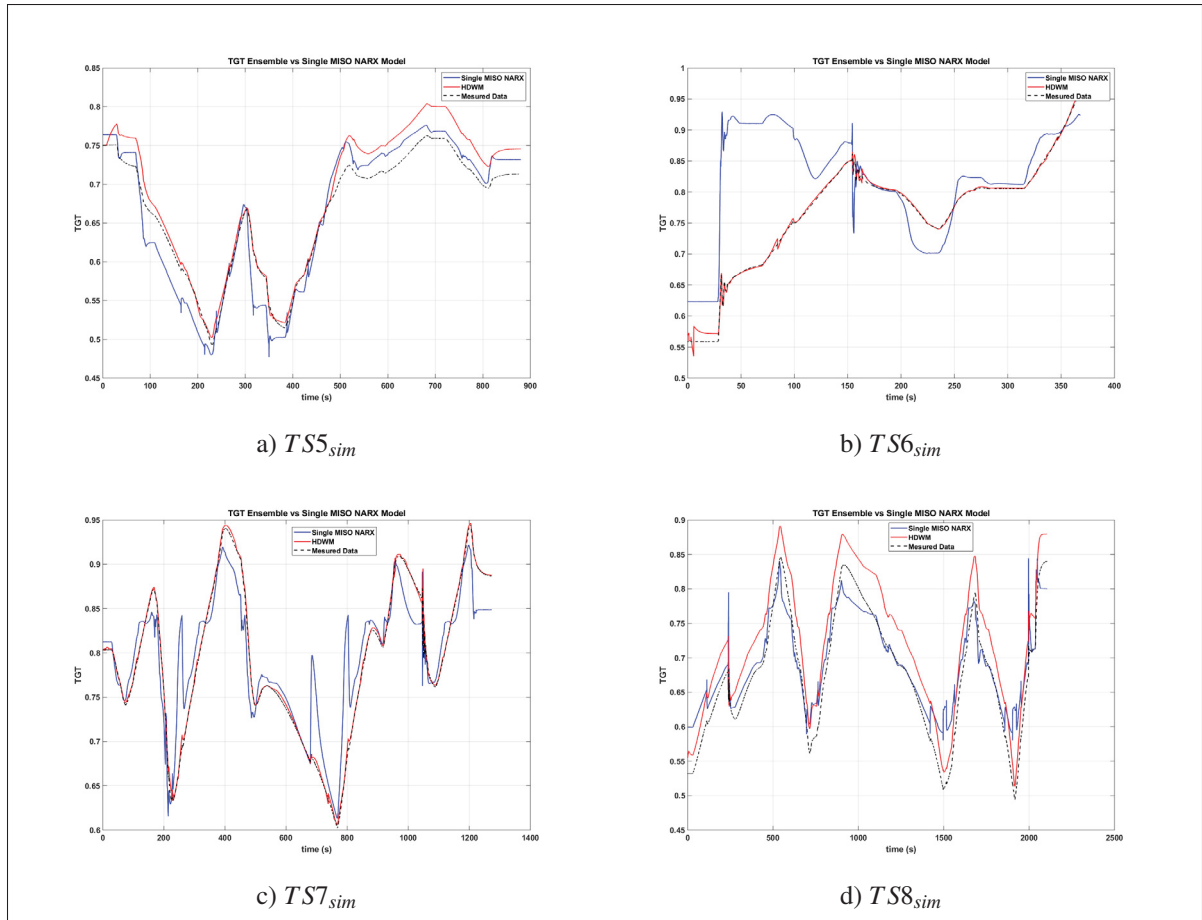 TGT Ensemble vs Single MISO NARX Model
Single MISO NARX
HDWM
Mesured Data
TGT
0.85
0.8
0.75
0.7
0.65
0.6
0.55
0.5
0.45
0 100 200 300 400 500 600 700 800 900
time (s)
a) TS5sim
TGT Ensemble vs Single MISO NARX Model
Single MISO NARX
HDWM
Mesured Data
TGT
1
0.95
0.9
0.85
0.8
0.75
0.7
0.65
0.6
0.55
0.5
0 50 100 150 200 250 300 350 400
time (s)
b) TS6sim
TGT Ensemble vs Single MISO NARX Model
Single MISO NARX
HDWM
Mesured Data
TGT
0.95
0.9
0.85
0.8
0.75
0.7
0.65
0.6
0 200 400 600 800 1000 1200 1400
time (s)
c) TS7sim
TGT Ensemble vs Single MISO NARX Model
Single MISO NARX
HDWM
Mesured Data
TGT
0.9
0.85
0.8
0.75
0.7
0.65
0.6
0.55
0.5
0.45
0 500 1000 1500 2000 2500
time (s)
d) TS8sim